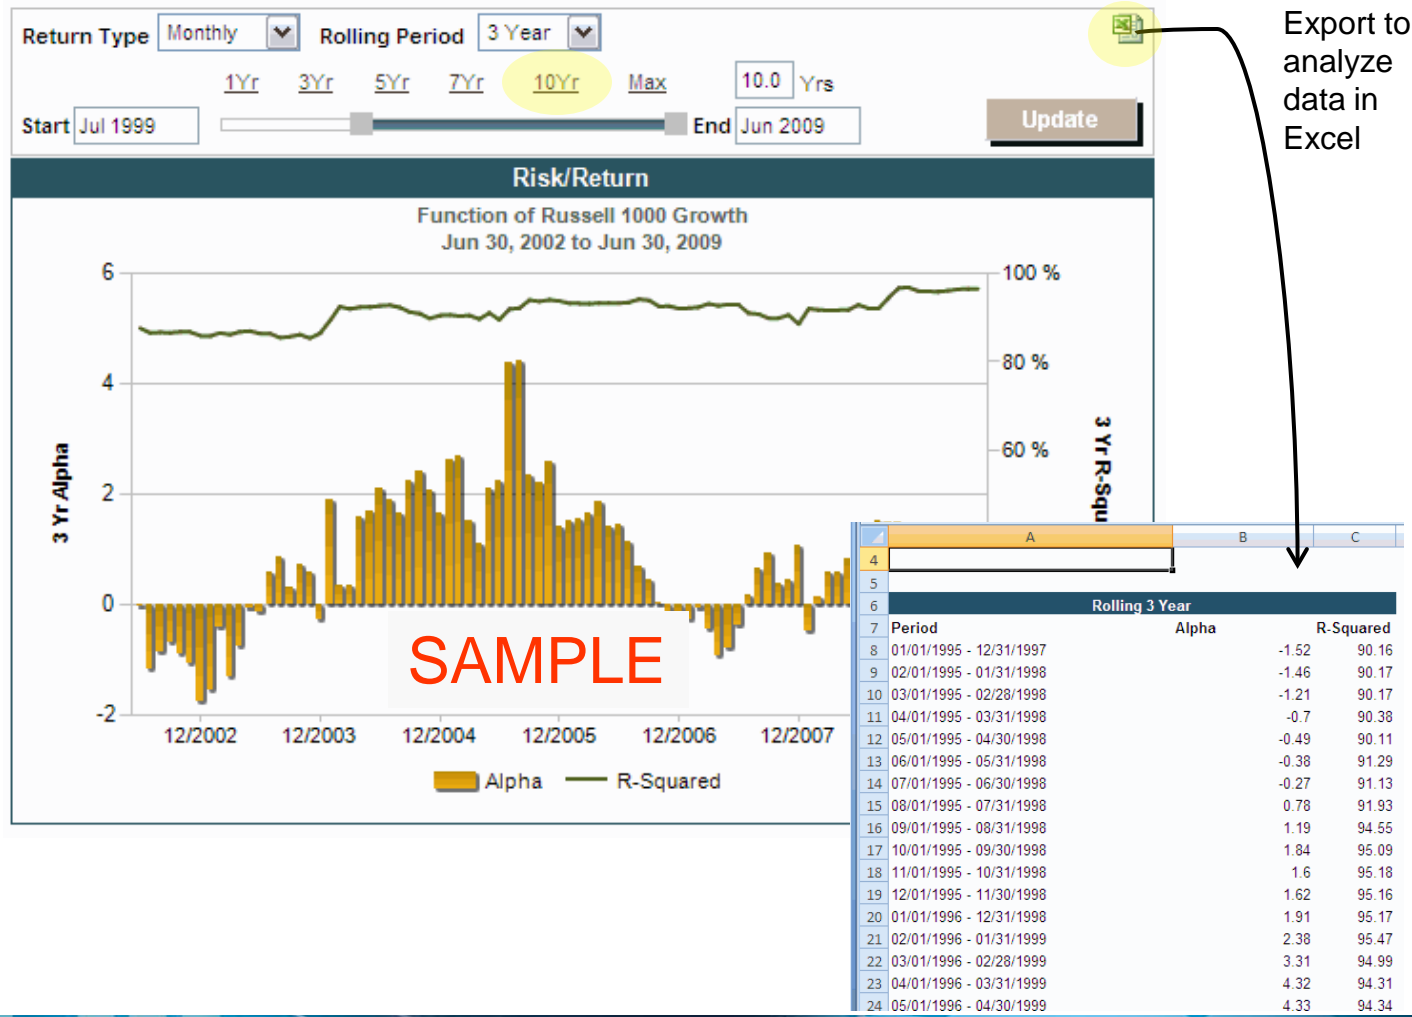 Return Type Monthly Rolling Period 3 Year
1Yr 3Yr 5Yr 7Yr 10Yr Max 10.0 Yrs
Start Jul 1999 End Jun 2009 Update
Export to
analyze
data in
Excel
Risk/Return
Function of Russell 1000 Growth
Jun 30, 2002 to Jun 30, 2009
6
4
2
0
-2
3 Yr Alpha
100 %
80 %
60 %
3 Yr R-Squ
SAMPLE
12/2002 12/2003 12/2004 12/2005 12/2006 12/2007
Alpha R-Squared
A B C
4
5
6 Rolling 3 Year
7 Period Alpha R-Squared
8 01/01/1995 - 12/31/1997 -1.52 90.16
9 02/01/1995 - 01/31/1998 -1.46 90.17
10 03/01/1995 - 02/28/1998 -1.21 90.17
11 04/01/1995 - 03/31/1998 -0.7 90.38
12 05/01/1995 - 04/30/1998 -0.49 90.11
13 06/01/1995 - 05/31/1998 -0.38 91.29
14 07/01/1995 - 06/30/1998 -0.27 91.13
15 08/01/1995 - 07/31/1998 0.78 91.93
16 09/01/1995 - 08/31/1998 1.19 94.55
17 10/01/1995 - 09/30/1998 1.84 95.09
18 11/01/1995 - 10/31/1998 1.6 95.18
19 12/01/1995 - 11/30/1998 1.62 95.16
20 01/01/1996 - 12/31/1998 1.91 95.17
21 02/01/1996 - 01/31/1999 2.38 95.47
22 03/01/1996 - 02/28/1999 3.31 94.99
23 04/01/1996 - 03/31/1999 4.32 94.31
24 05/01/1996 - 04/30/1999 4.33 94.34